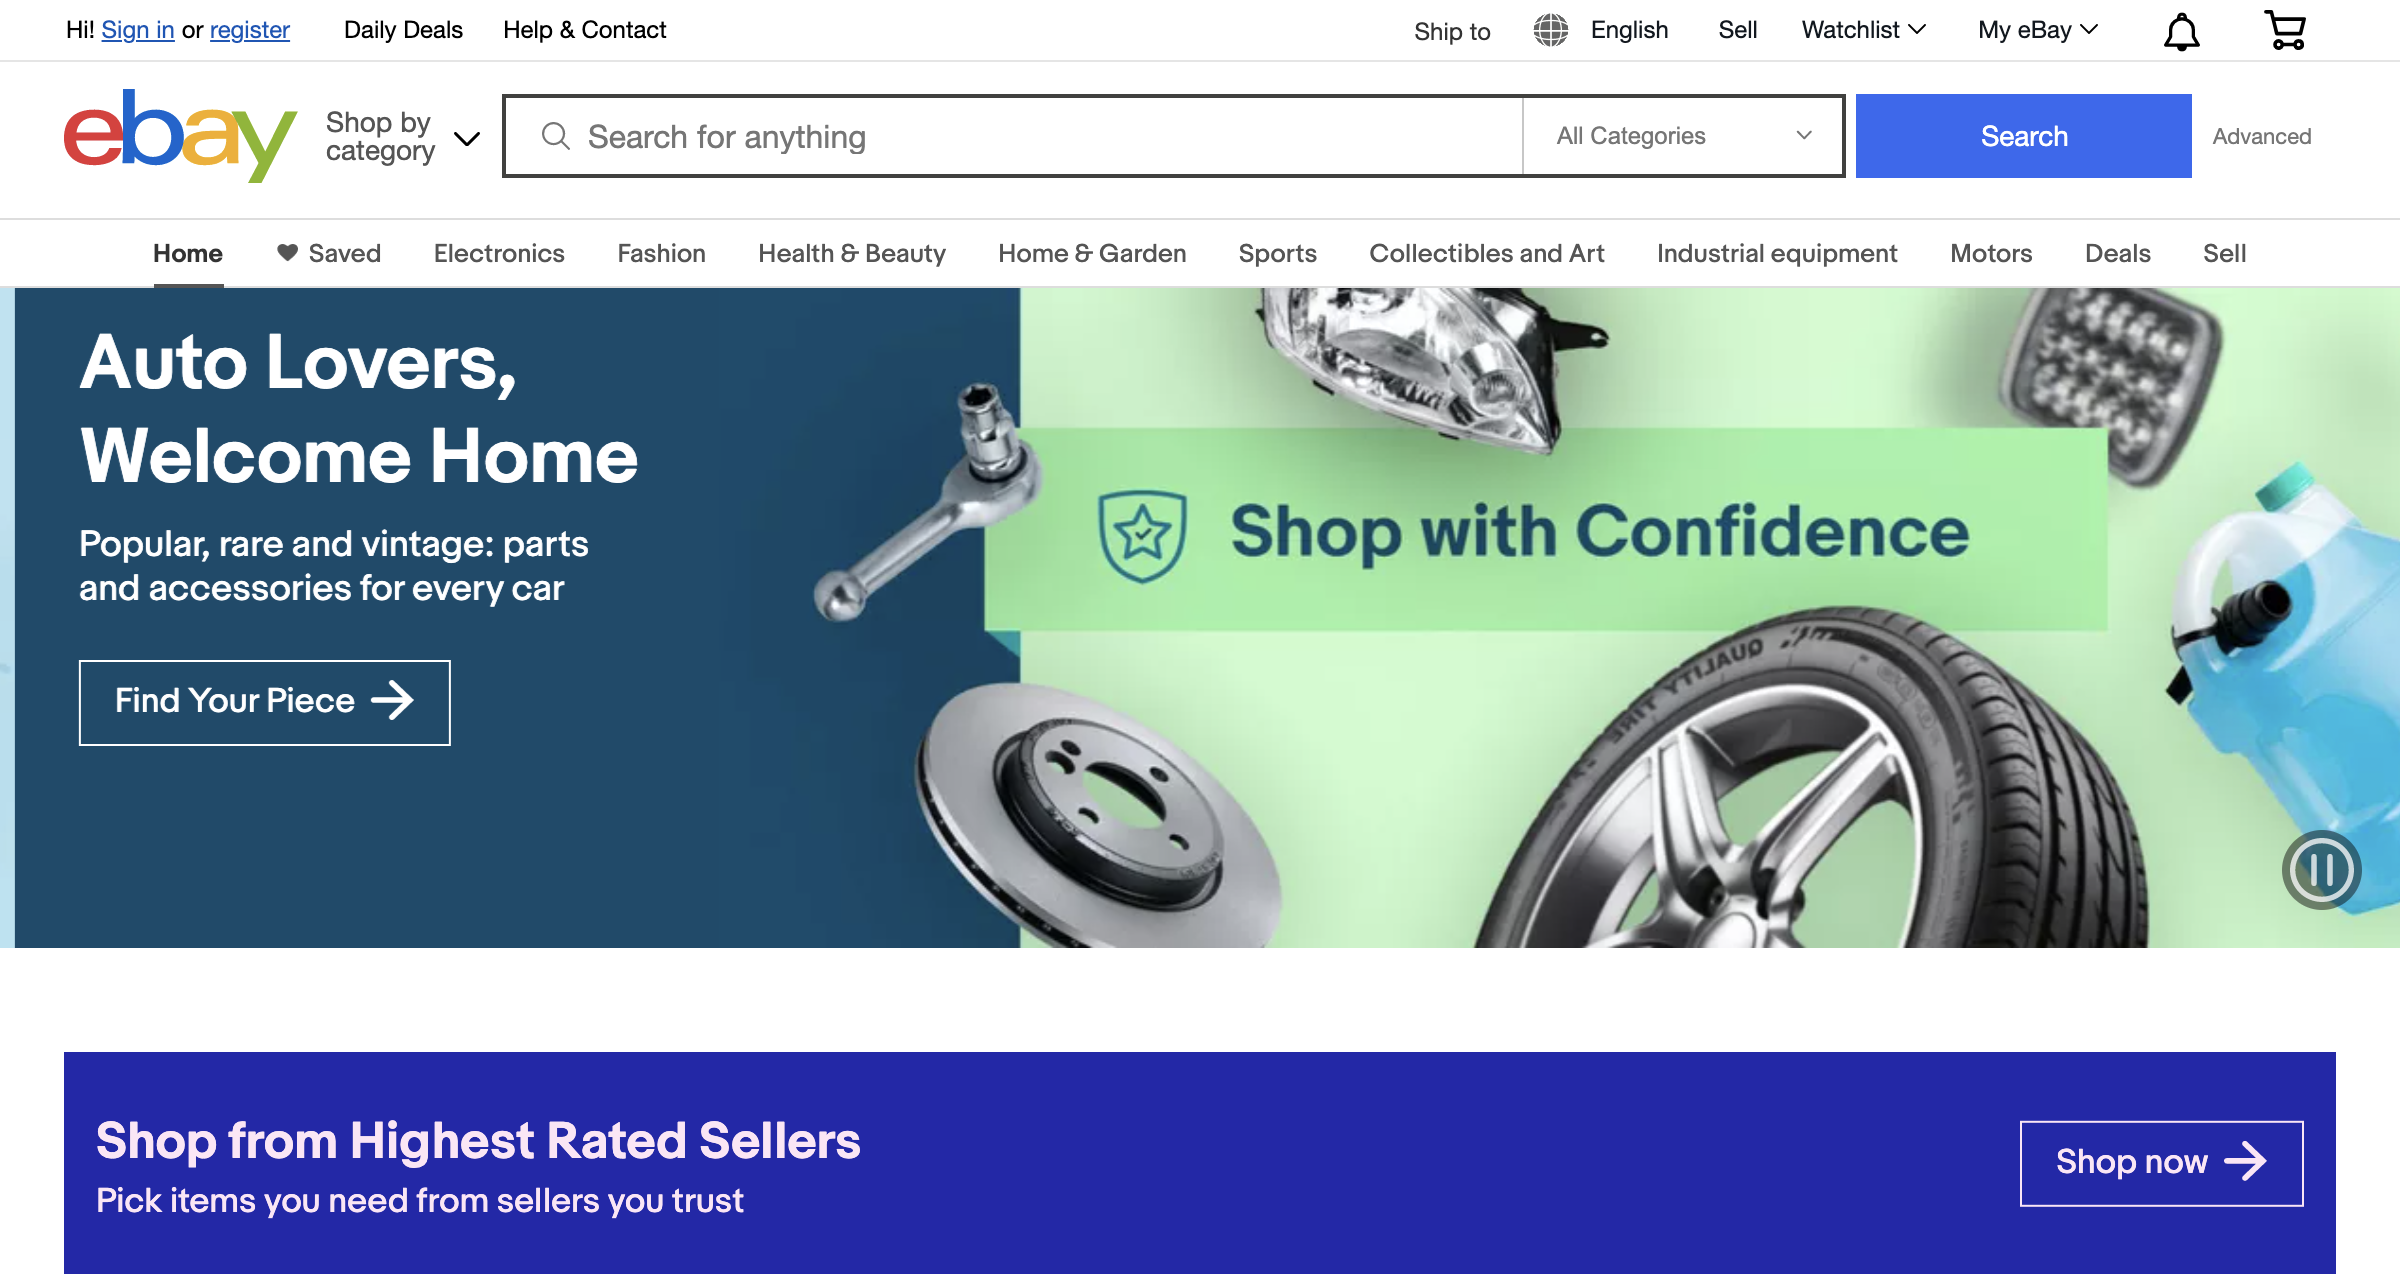 Hi! Sign in or register Daily Deals Help & Contact Ship to English Sell Watchlist My eBay
ebay
Shop by
category
Search for anything All Categories Search Advanced
Home Saved Electronics Fashion Health & Beauty Home & Garden Sports Collectibles and Art Industrial equipment Motors Deals Sell
Auto Lovers,
Welcome Home
Popular, rare and vintage: parts
and accessories for every car
Find Your Piece
Shop with Confidence
QUALITY TIRE
Shop from Highest Rated Sellers
Pick items you need from sellers you trust
Shop now